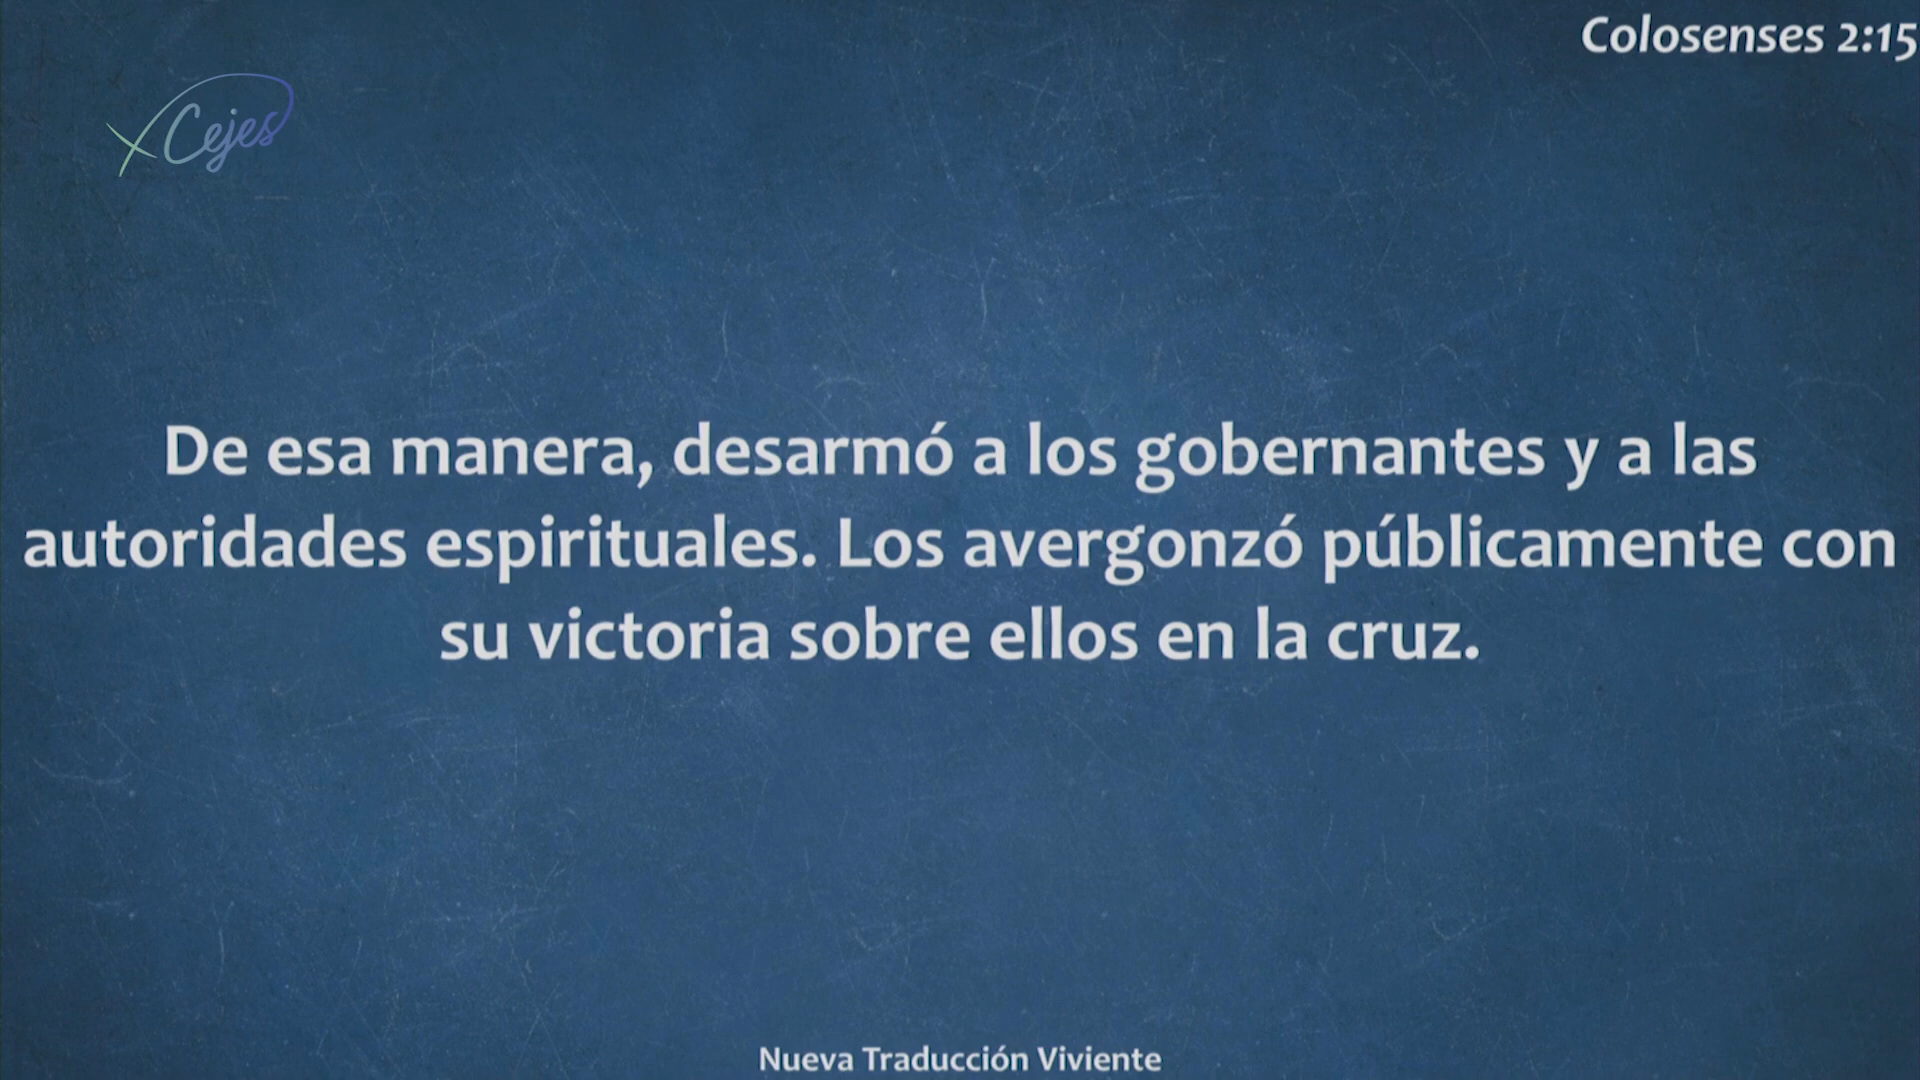 Colosenses 2:15
Cejes
De esa manera, desarmó a los gobernantes y a las
autoridades espirituales. Los avergonzó públicamente con
su victoria sobre ellos en la cruz.
Nueva Traducción Viviente